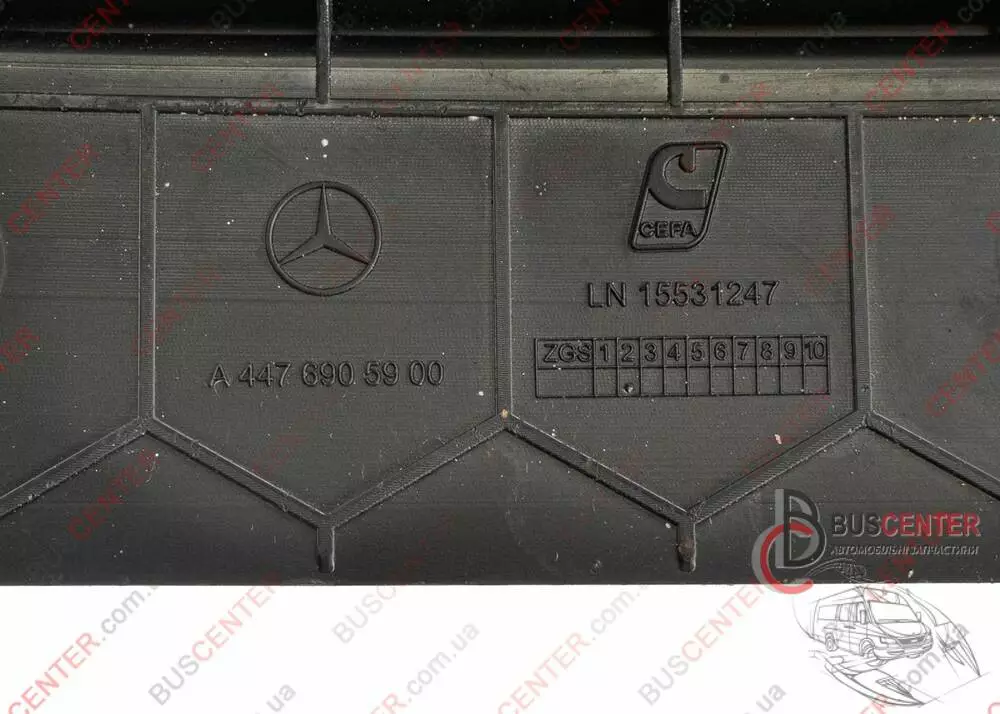 CEFA
LN 15531247
ZGS 1 2 3 4 5 6 7 8 9 10
A 447 690 59 00
BUSCENTER
АВТОМОБІЛЬНІ ЗАПЧАСТИНИ
BUSCENTER.com.ua